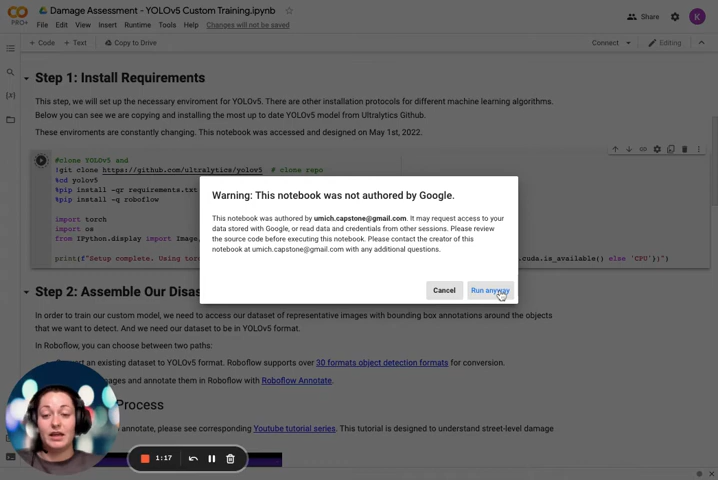 CO
PRO+
Damage Assessment - YOLOv5 Custom Training.ipynb
File Edit View Insert Runtime Tools Help Changes will not be saved
Share
K
+ Code + Text Copy to Drive
Connect
Editing
Step 1: Install Requirements
This step, we will set up the necessary enviroment for YOLOv5. There are other installation protocols for different machine learning algorithms.
Below you can see we are copying and installing the most up to date YOLOv5 model from Ultralytics Github.
These enviroments are constantly changing. This notebook was accessed and designed on May 1st, 2022.
#clone YOLOv5 and
!git clone https://github.com/ultralytics/yolov5 # clone repo
%cd yolov5
%pip install -qr requirements.txt
%pip install -q roboflow
import torch
import os
from IPython.display import Image,
print(f"Setup complete. Using torc
.cuda.is_available() else 'CPU'})")
Warning: This notebook was not authored by Google.
This notebook was authored by umich.capstone@gmail.com. It may request access to your
data stored with Google, or read data and credentials from other sessions. Please review
the source code before executing this notebook. Please contact the creator of this
notebook at umich.capstone@gmail.com with any additional questions.
Cancel Run anyway
Step 2: Assemble Our Disas
In order to train our custom model, we need to access our dataset of representative images with bounding box annotations around the objects
that we want to detect. And we need our dataset to be in YOLOv5 format.
In Roboflow, you can choose between two paths:
an existing dataset to YOLOv5 format. Roboflow supports over 30 formats object detection formats for conversion.
ages and annotate them in Roboflow with Roboflow Annotate.
Process
annotate, please see corresponding Youtube tutorial series. This tutorial is designed to understand street-level damage
1:17